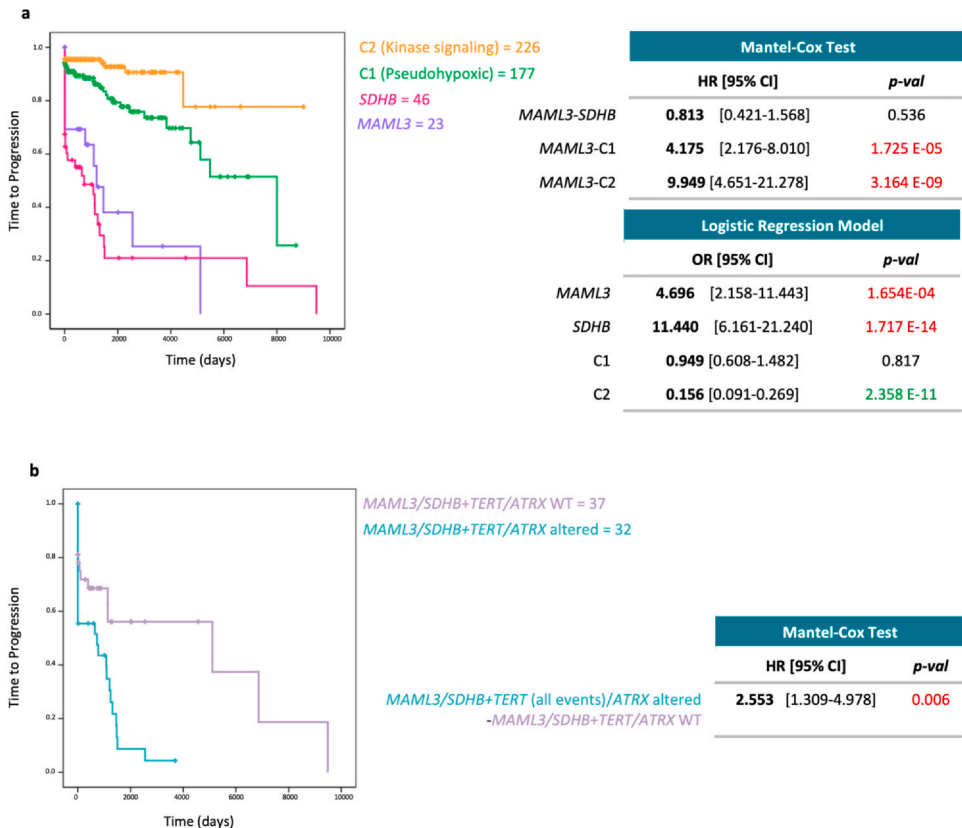 a
1.0
0.8
0.6
0.4
0.2
0.0
0
2000
4000
6000
8000
10000
Time to Progression
Time (days)
C2 (Kinase signaling) = 226
C1 (Pseudohypoxic) = 177
SDHB = 46
MAML3 = 23
Mantel-Cox Test
HR [95% CI] p-val
MAML3-SDHB 0.813 [0.421-1.568] 0.536
MAML3-C1 4.175 [2.176-8.010] 1.725 E-05
MAML3-C2 9.949 [4.651-21.278] 3.164 E-09
Logistic Regression Model
OR [95% CI] p-val
MAML3 4.696 [2.158-11.443] 1.654E-04
SDHB 11.440 [6.161-21.240] 1.717 E-14
C1 0.949 [0.608-1.482] 0.817
C2 0.156 [0.091-0.269] 2.358 E-11
b
1.0
0.8
0.6
0.4
0.2
0.0
0
2000
4000
6000
8000
10000
Time to Progression
Time (days)
MAML3/SDHB+TERT/ATRX WT = 37
MAML3/SDHB+TERT/ATRX altered = 32
Mantel-Cox Test
HR [95% CI] p-val
MAML3/SDHB+TERT (all events)/ATRX altered
-MAML3/SDHB+TERT/ATRX WT
2.553 [1.309-4.978] 0.006